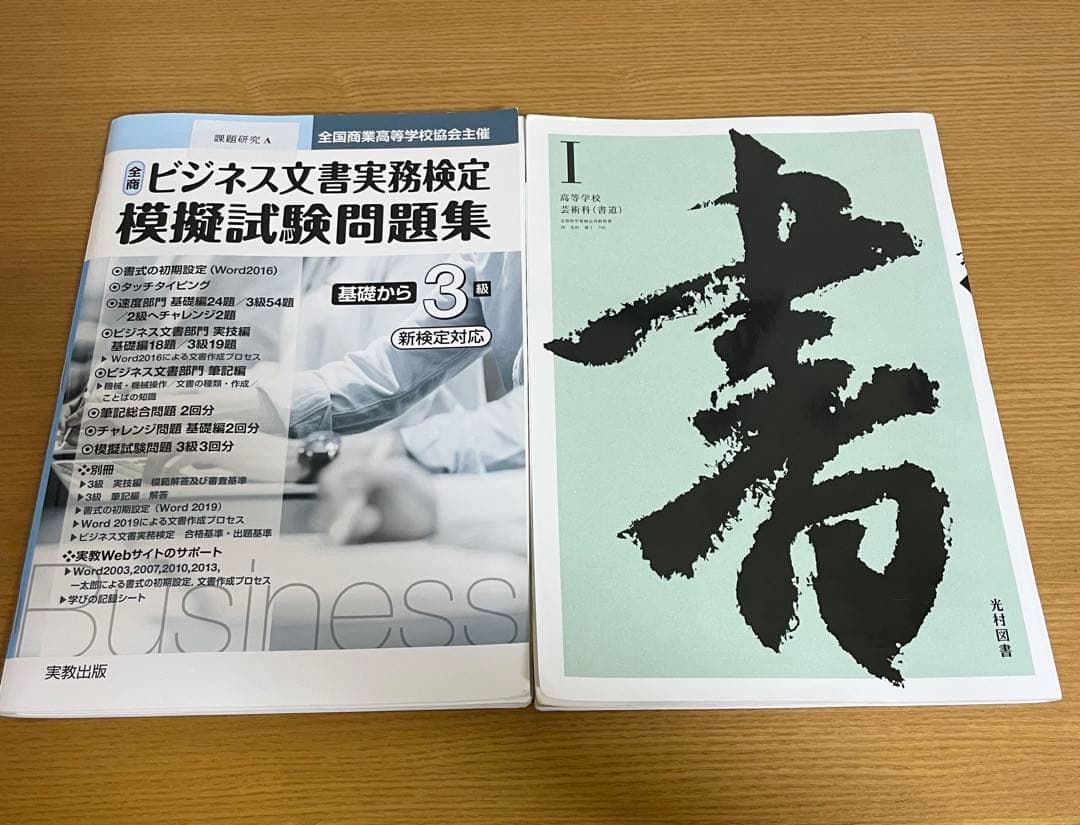 課題研究 A
全国商業高等学校協会主催
全商
ビジネス文書実務検定
模擬試験問題集
基礎から3級
新検定対応
◉書式の初期設定(Word2016)
◉タッチタイピング
◉速度部門 基礎編24題/3級54題
/2級へチャレンジ2題
◉ビジネス文書部門 実技編
基礎編18題/3級19題
▶Word2016による文書作成プロセス
◉ビジネス文書部門 筆記編
▶機械・機械操作/文書の種類・作成/
ことばの知識
◉筆記総合問題 2回分
◉チャレンジ問題 基礎編2回分
◉模擬試験問題 3級3回分
❖別冊
▶3級 実技編 模範解答及び審査基準
▶3級 筆記編 解答
▶書式の初期設定(Word 2019)
▶Word 2019による文書作成プロセス
▶ビジネス文書実務検定 合格基準・出題基準
❖実教Webサイトのサポート
▶Word2003,2007,2010,2013,
一太郎による書式の初期設定,文書作成プロセス
▶学びの記録シート
Business
実教出版
I
高等学校
芸術科(書道)
文部科学省検定済教科書
書
光村図書